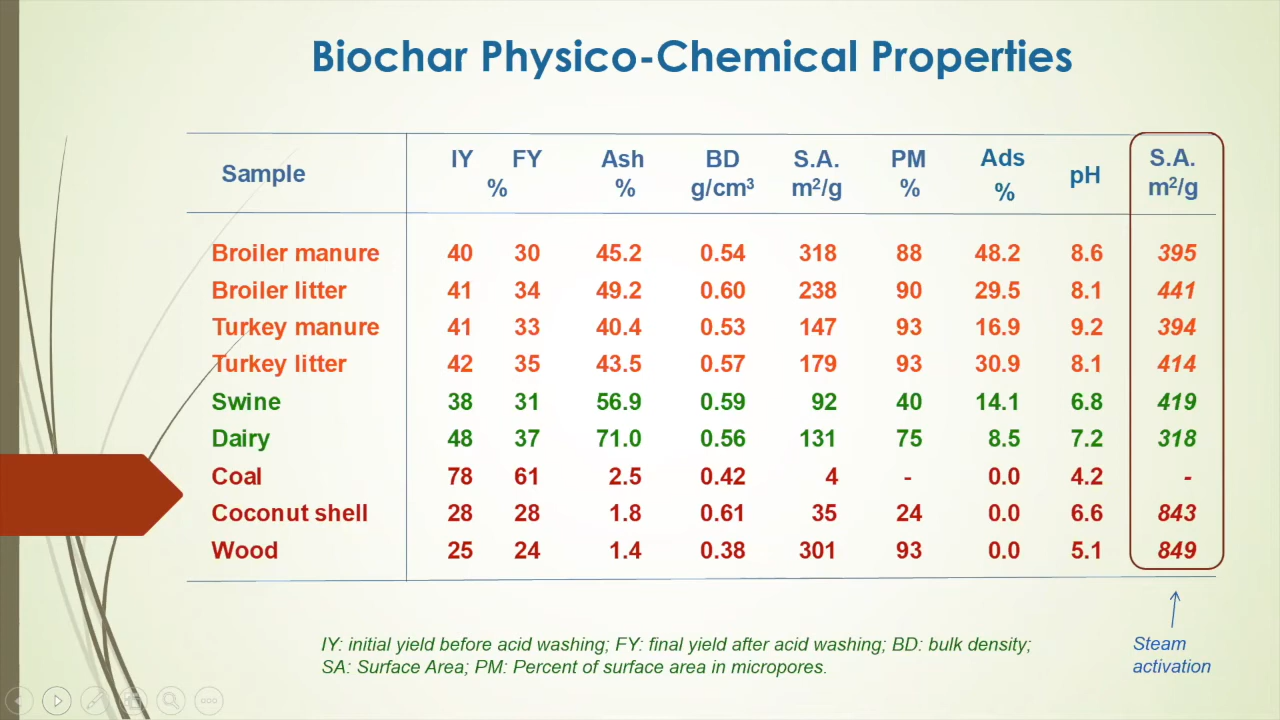 Biochar Physico-Chemical Properties
Sample IY FY Ash BD S.A. PM Ads pH S.A.
% % g/cm³ m²/g % % m²/g
Broiler manure 40 30 45.2 0.54 318 88 48.2 8.6 395
Broiler litter 41 34 49.2 0.60 238 90 29.5 8.1 441
Turkey manure 41 33 40.4 0.53 147 93 16.9 9.2 394
Turkey litter 42 35 43.5 0.57 179 93 30.9 8.1 414
Swine 38 31 56.9 0.59 92 40 14.1 6.8 419
Dairy 48 37 71.0 0.56 131 75 8.5 7.2 318
Coal 78 61 2.5 0.42 4 - 0.0 4.2 -
Coconut shell 28 28 1.8 0.61 35 24 0.0 6.6 843
Wood 25 24 1.4 0.38 301 93 0.0 5.1 849
IY: initial yield before acid washing; FY: final yield after acid washing; BD: bulk density;
SA: Surface Area; PM: Percent of surface area in micropores.
Steam
activation